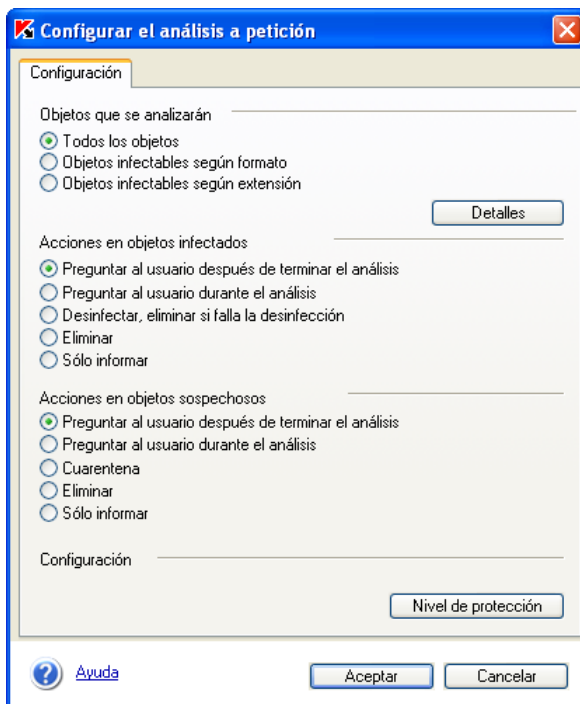 Configurar el análisis a petición
Configuración
Objetos que se analizarán
Todos los objetos
Objetos infectables según formato
Objetos infectables según extensión
Detalles
Acciones en objetos infectados
Preguntar al usuario después de terminar el análisis
Preguntar al usuario durante el análisis
Desinfectar, eliminar si falla la desinfección
Eliminar
Sólo informar
Acciones en objetos sospechosos
Preguntar al usuario después de terminar el análisis
Preguntar al usuario durante el análisis
Cuarentena
Eliminar
Sólo informar
Configuración
Nivel de protección
Ayuda
Aceptar
Cancelar